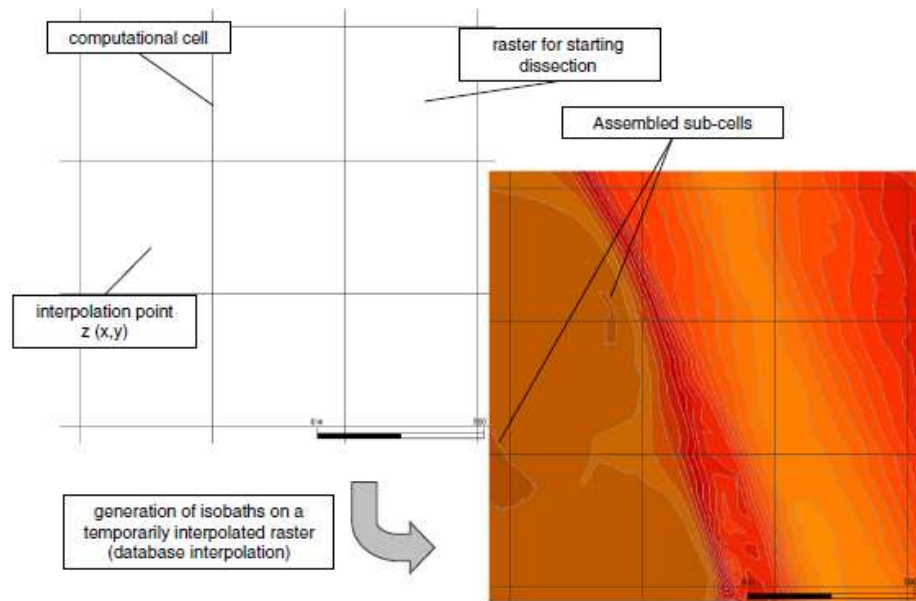 computational cell
raster for starting
dissection
Assembled sub-cells
interpolation point
z (x,y)
generation of isobaths on a
temporarily interpolated raster
(database interpolation)